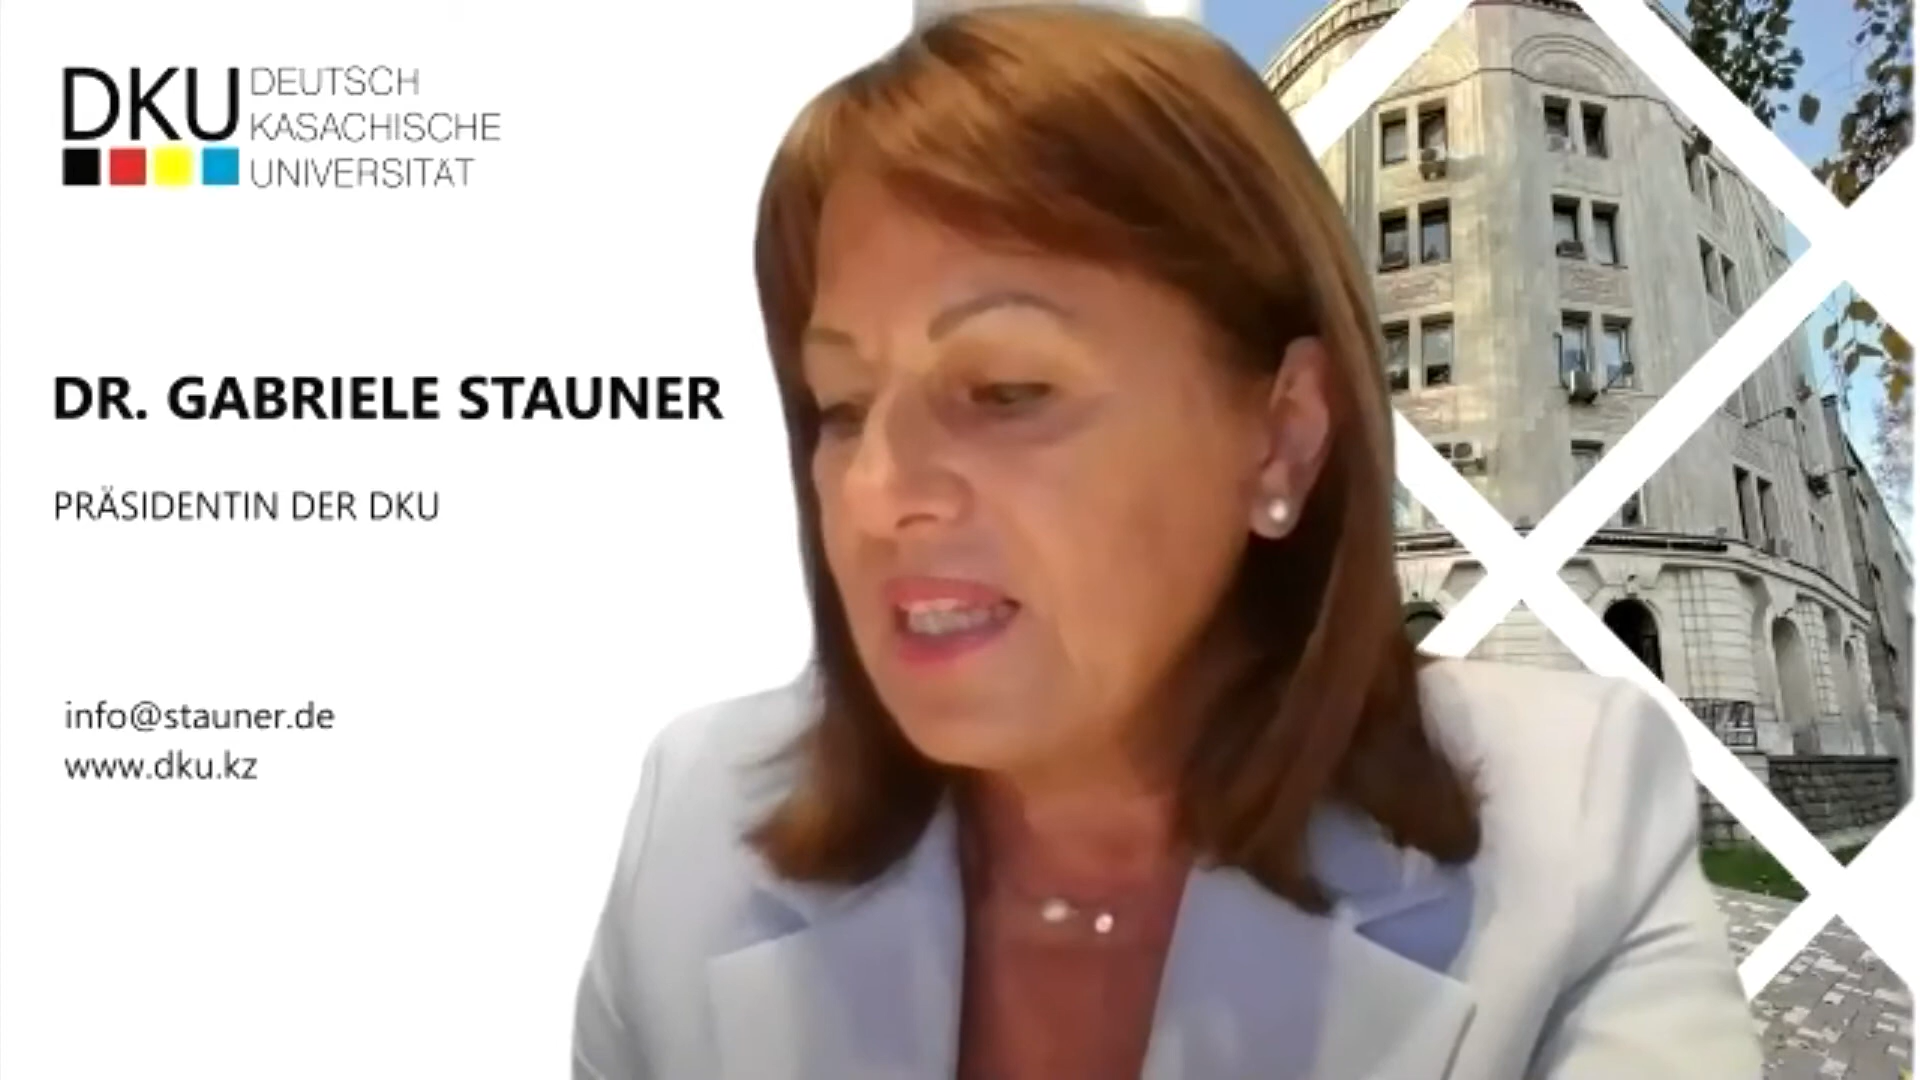 DKU DEUTSCH
KASACHISCHE
UNIVERSITÄT
DR. GABRIELE STAUNER
PRÄSIDENTIN DER DKU
info@stauner.de
www.dku.kz